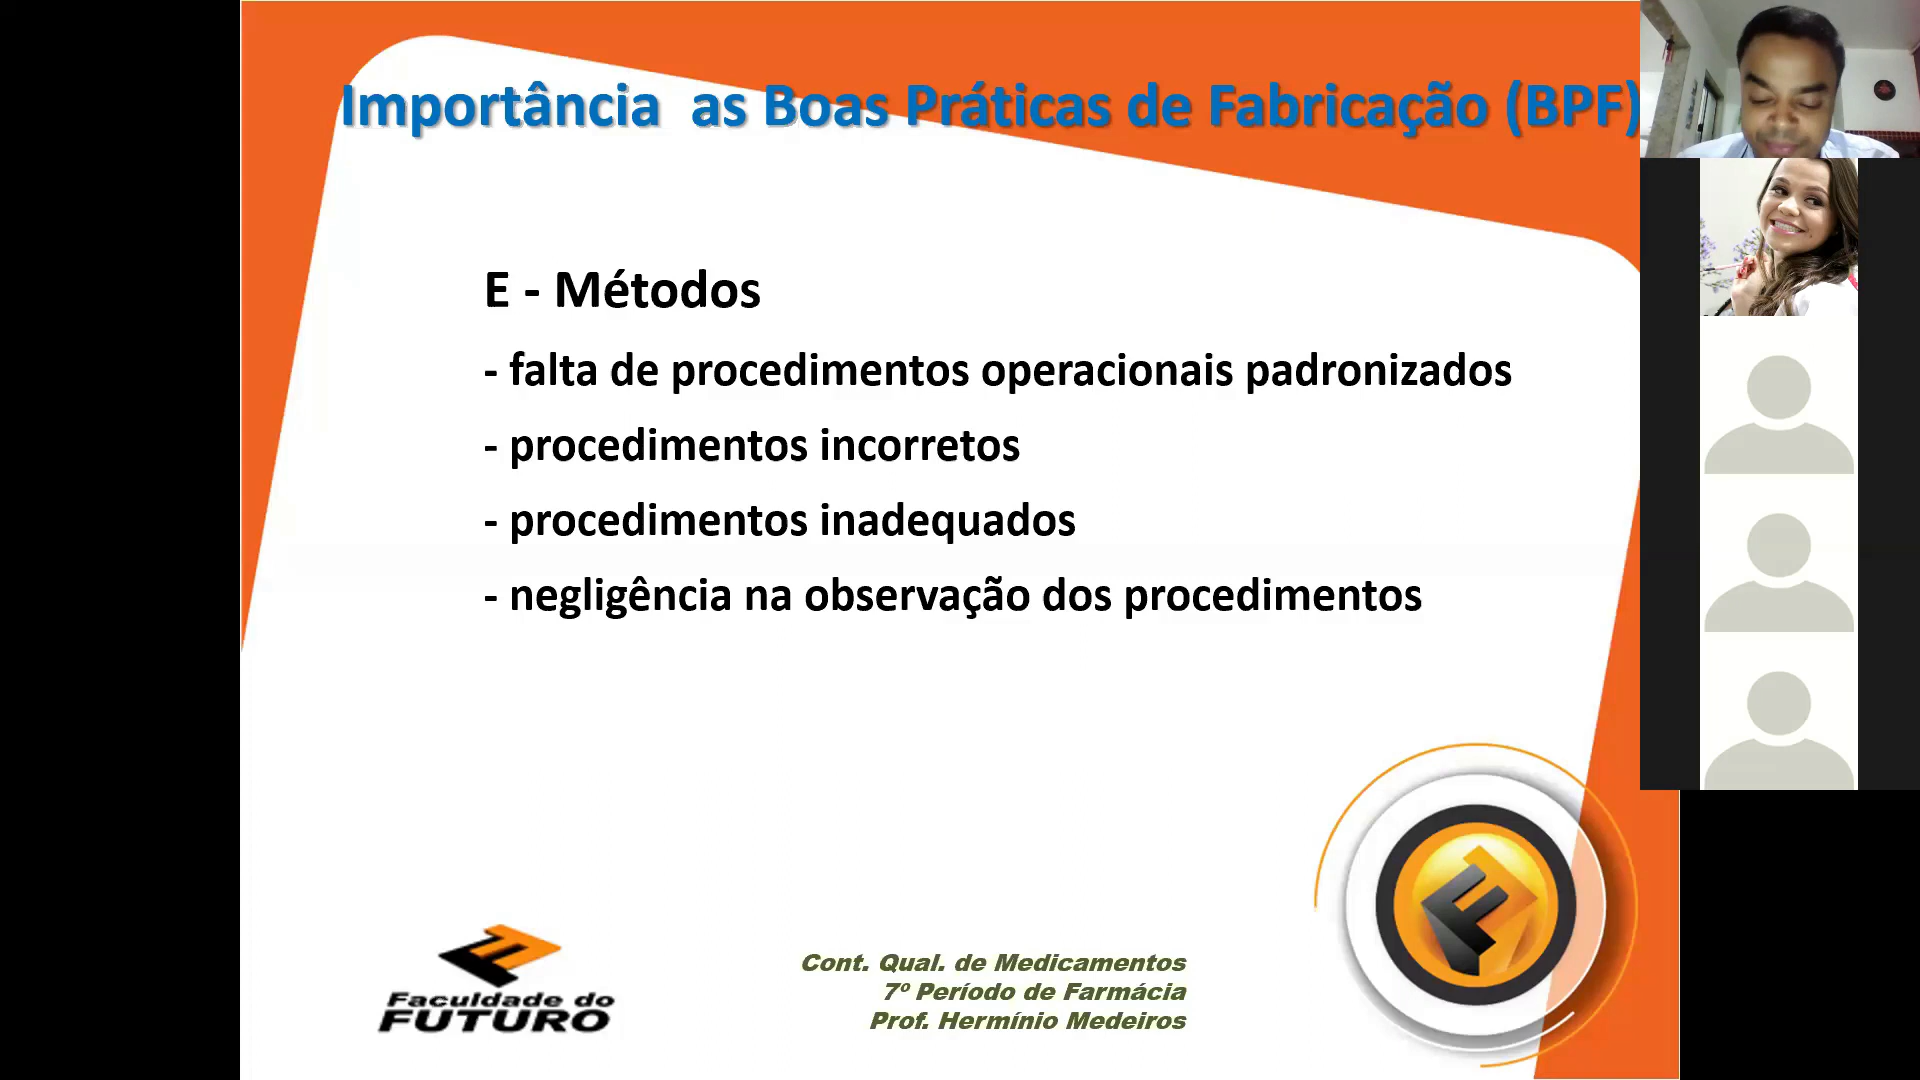 Importância  as Boas Práticas de Fabricação (BPF)
E - Métodos
- falta de procedimentos operacionais padronizados
- procedimentos incorretos
- procedimentos inadequados
- negligência na observação dos procedimentos
Faculdade do
FUTURO
Cont. Qual. de Medicamentos
7º Período de Farmácia
Prof. Hermínio Medeiros